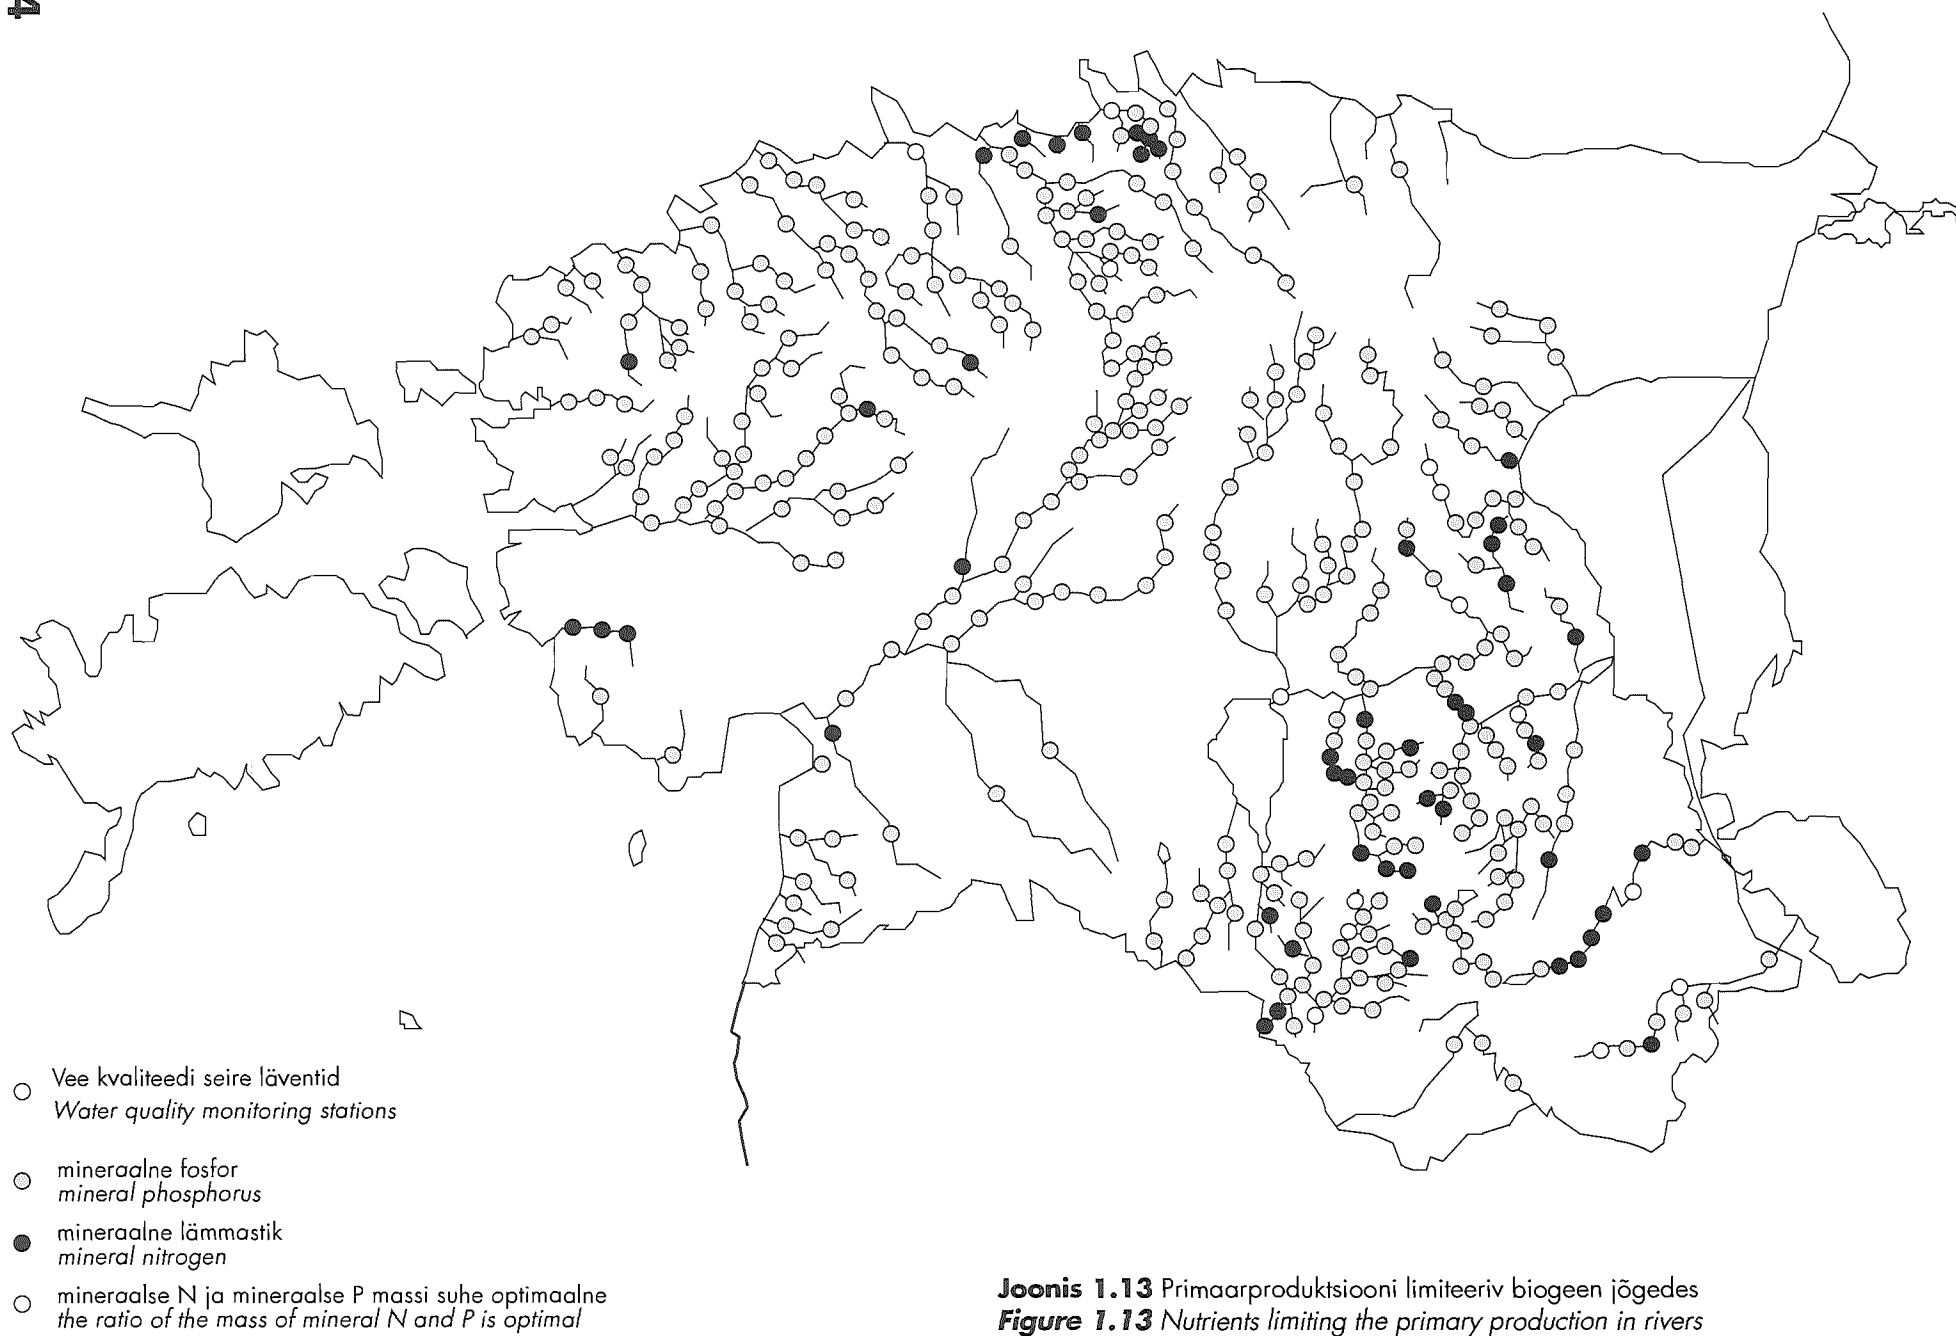 4
Vee kvaliteedi seire läventid
Water quality monitoring stations
mineraalne fosfor
mineral phosphorus
mineraalne lämmastik
mineral nitrogen
mineraalse N ja mineraalse P massi suhe optimaalne
the ratio of the mass of mineral N and P is optimal
Joonis 1.13 Primaarproduktsiooni limiteeriv biogeen jõgedes
Figure 1.13 Nutrients limiting the primary production in rivers